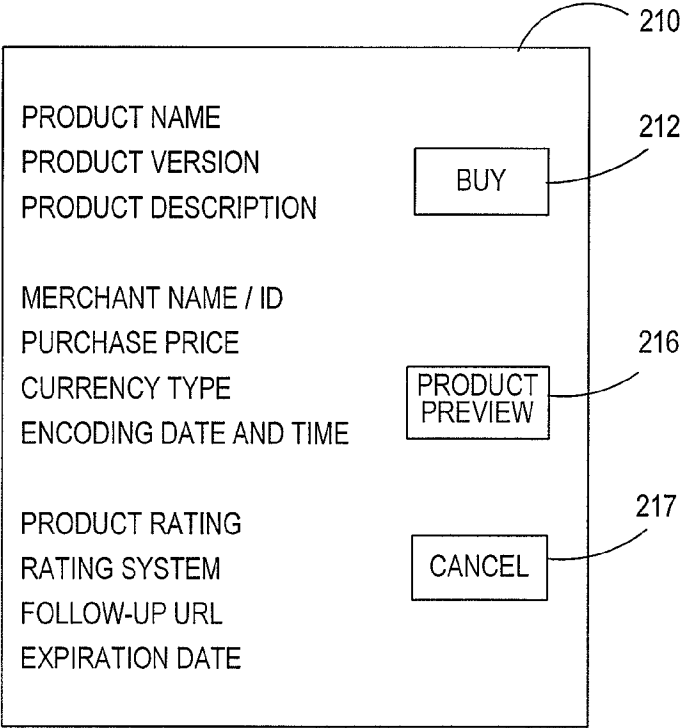 210
PRODUCT NAME
212
PRODUCT VERSION
BUY
PRODUCT DESCRIPTION
MERCHANT NAME / ID
PURCHASE PRICE
216
CURRENCY TYPE
PRODUCT
PREVIEW
ENCODING DATE AND TIME
217
PRODUCT RATING
RATING SYSTEM
CANCEL
FOLLOW-UP URL
EXPIRATION DATE